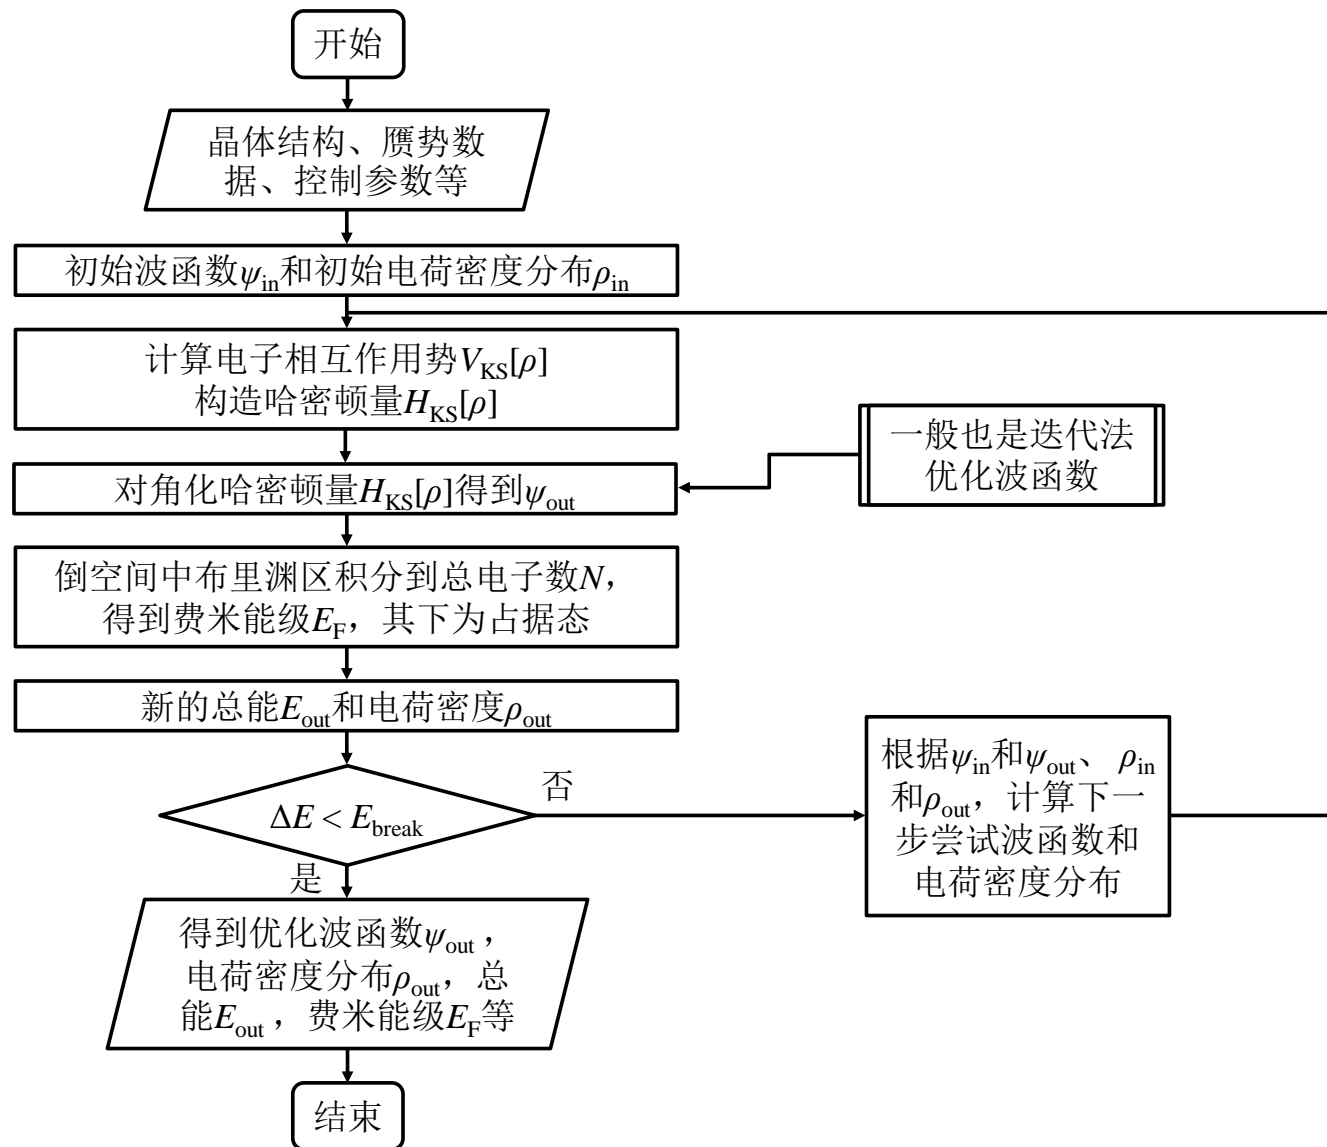 开始
晶体结构、赝势数
据、控制参数等
初始波函数ψin和初始电荷密度分布ρin
计算电子相互作用势VKS[ρ]
构造哈密顿量HKS[ρ]
一般也是迭代法
优化波函数
对角化哈密顿量HKS[ρ]得到ψout
倒空间中布里渊区积分到总电子数N,
得到费米能级EF，其下为占据态
新的总能Eout和电荷密度ρout
ΔE < Ebreak
否
根据ψin和ψout、ρin
和ρout，计算下一
步尝试波函数和
电荷密度分布
是
得到优化波函数ψout，
电荷密度分布ρout，总
能Eout，费米能级EF等
结束